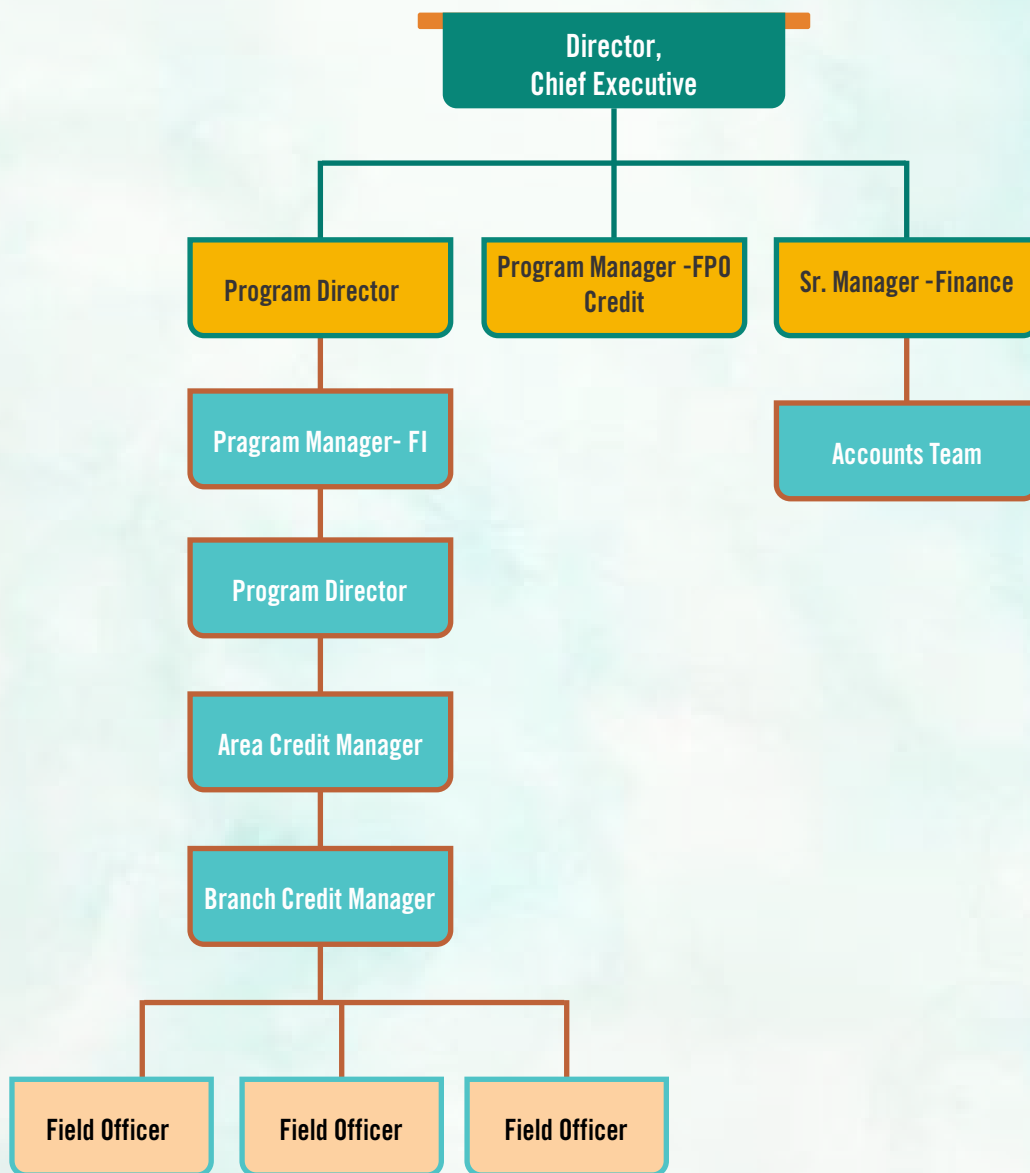 Director,
Chief Executive
Program Director
Program Manager -FPO
Credit
Sr. Manager -Finance
Pragram Manager- FI
Accounts Team
Program Director
Area Credit Manager
Branch Credit Manager
Field Officer
Field Officer
Field Officer